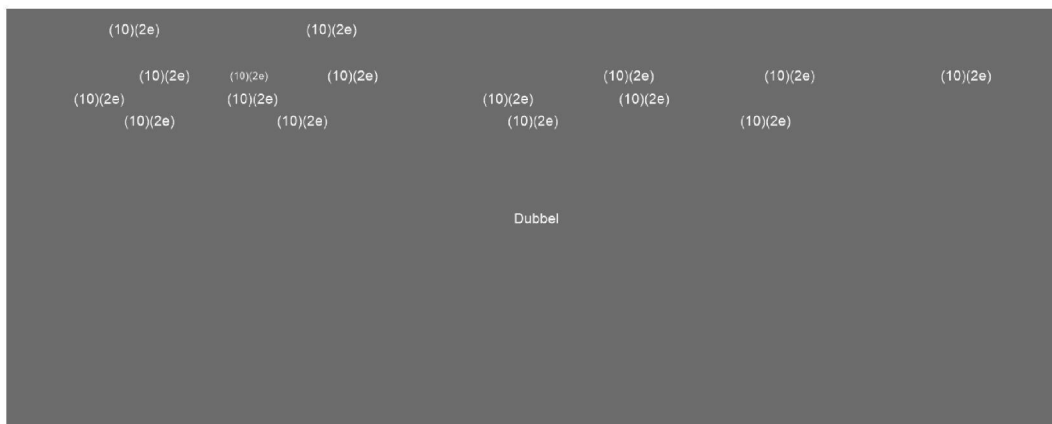 (10)(2e) (10)(2e)
(10)(2e) (10)(2e) (10)(2e) (10)(2e) (10)(2e) (10)(2e)
(10)(2e) (10)(2e) (10)(2e) (10)(2e)
(10)(2e) (10)(2e) (10)(2e) (10)(2e)
Dubbel